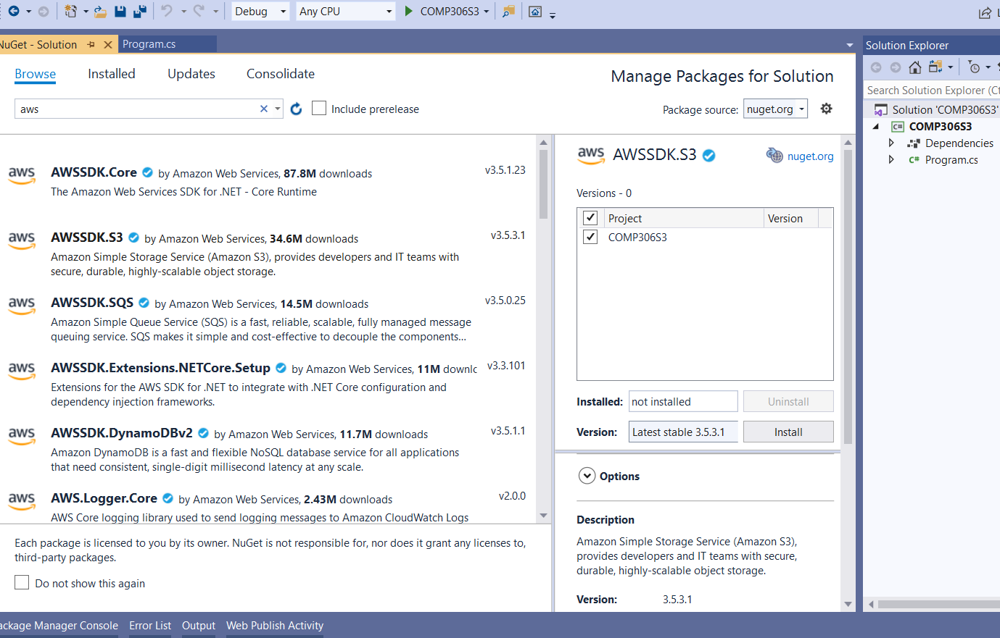 Debug
Any CPU
COMP306S3
NuGet - Solution
Program.cs
Browse
Installed
Updates
Consolidate
Manage Packages for Solution
aws
Include prerelease
Package source: nuget.org
aws
AWSSDK.Core by Amazon Web Services, 87.8M downloads
v3.5.1.23
The Amazon Web Services SDK for .NET - Core Runtime
aws
AWSSDK.S3 by Amazon Web Services, 34.6M downloads
v3.5.3.1
Amazon Simple Storage Service (Amazon S3), provides developers and IT teams with
secure, durable, highly-scalable object storage.
aws
AWSSDK.SQS by Amazon Web Services, 14.5M downloads
v3.5.0.25
Amazon Simple Queue Service (SQS) is a fast, reliable, scalable, fully managed message
queuing service. SQS makes it simple and cost-effective to decouple the components...
aws
AWSSDK.Extensions.NETCore.Setup by Amazon Web Services, 11M downlc
v3.3.101
Extensions for the AWS SDK for .NET to integrate with .NET Core configuration and
dependency injection frameworks.
aws
AWSSDK.DynamoDBv2 by Amazon Web Services, 11.7M downloads
v3.5.1.1
Amazon DynamoDB is a fast and flexible NoSQL database service for all applications
that need consistent, single-digit millisecond latency at any scale.
aws
AWS.Logger.Core by Amazon Web Services, 2.43M downloads
v2.0.0
AWS Core logging library used to send logging messages to Amazon CloudWatch Logs
Each package is licensed to you by its owner. NuGet is not responsible for, nor does it grant any licenses to,
third-party packages.
Do not show this again
aws
AWSSDK.S3
nuget.org
Versions - 0
Project
Version
COMP306S3
Installed: not installed
Uninstall
Version: Latest stable 3.5.3.1
Install
Options
Description
Amazon Simple Storage Service (Amazon S3),
provides developers and IT teams with secure,
durable, highly-scalable object storage.
Version: 3.5.3.1
Solution Explorer
Search Solution Explorer (Ct
Solution 'COMP306S3'
C# COMP306S3
Dependencies
C# Program.cs
ackage Manager Console
Error List
Output
Web Publish Activity